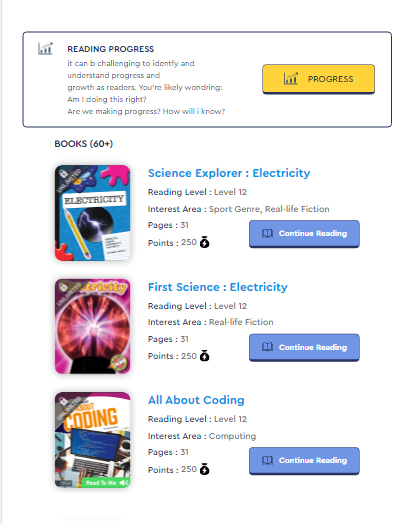 READING PROGRESS
it can b challenging to identfy and
understand progress and
growth as readers. You're likely wondring:
Am I doing this right?
Are we making progress? How will i know?
PROGRESS
BOOKS (60+)
UNLIMITED
ELECTRICITY
Science Explorer : Electricity
Reading Level : Level 12
Interest Area : Sport Genre, Real-life Fiction
Pages : 31
Points : 250
Continue Reading
UNLIMITED
First Science : Electricity
Reading Level : Level 12
Interest Area : Real-life Fiction
Pages : 31
Points : 250
Continue Reading
UNLIMITED
ABOUT
CODING
Read To Me
All About Coding
Reading Level : Level 12
Interest Area : Computing
Pages : 31
Points : 250
Continue Reading